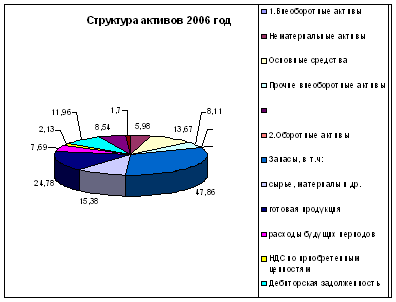 Структура активов 2006 год
1.Внеоборотные активы
Нематериальные активы
Основные средства
Прочие внеоборотные активы
2.Оборотные активы
Запасы, в т.ч:
сырье, материалы и др.
готовая продукция
расходы будущих периодов
НДС по приобретенным
ценностям
Дебиторская задолженность
1,7
5,98
13,67
8,11
47,86
15,38
24,78
7,69
2,13
11,96
8,54